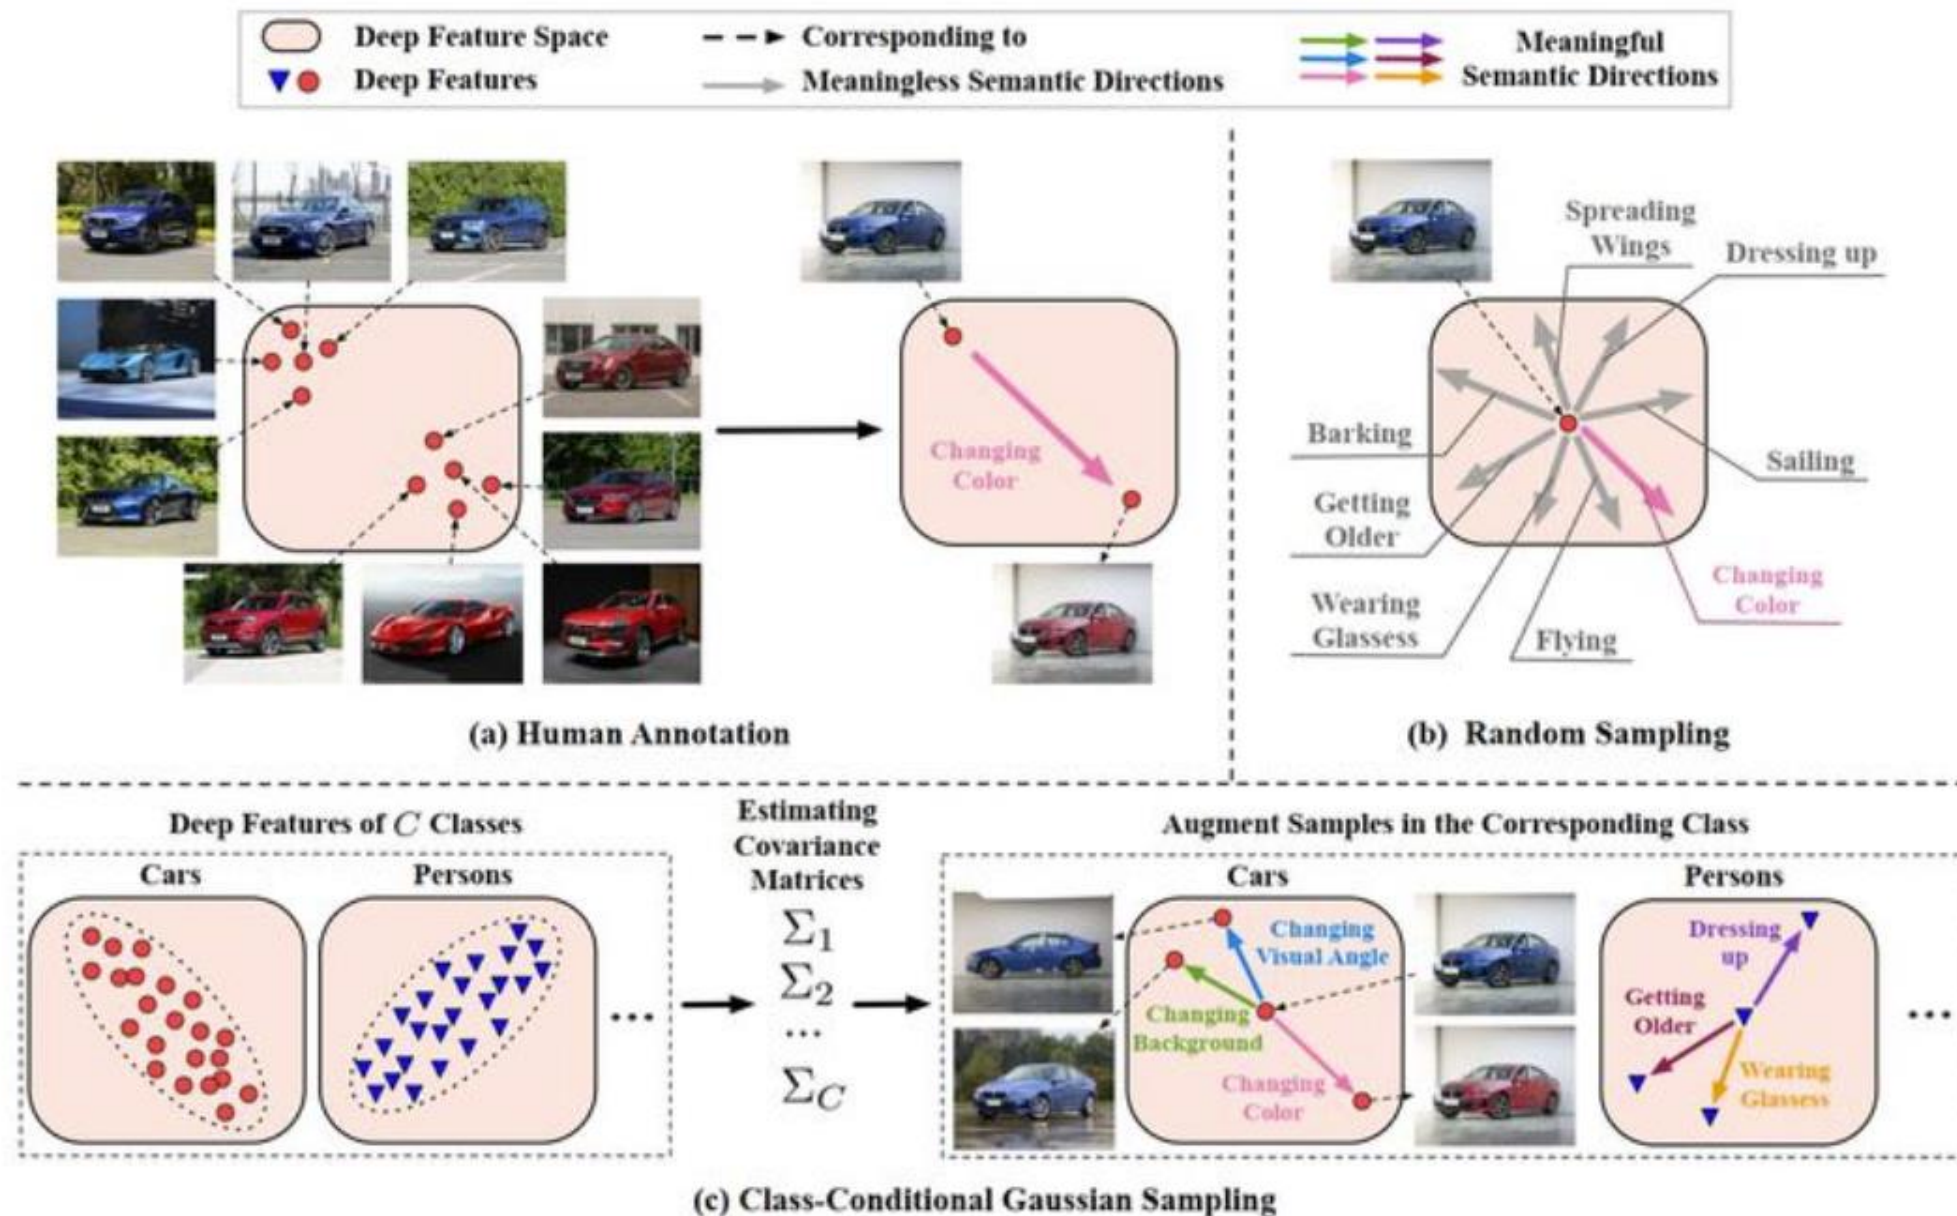 Deep Feature Space
Corresponding to
Meaningful
Deep Features
Meaningless Semantic Directions
Semantic Directions
Changing
Color
(a) Human Annotation
Spreading
Wings
Dressing up
Barking
Sailing
Getting
Older
Changing
Color
Wearing
Glassess
Flying
(b) Random Sampling
Deep Features of C Classes
Cars
Persons
...
Estimating
Covariance
Matrices
Σ1
Σ2
...
ΣC
Augment Samples in the Corresponding Class
Cars
Persons
Changing
Visual Angle
Changing
Background
Changing
Color
Dressing
up
Getting
Older
Wearing
Glassess
...
(c) Class-Conditional Gaussian Sampling